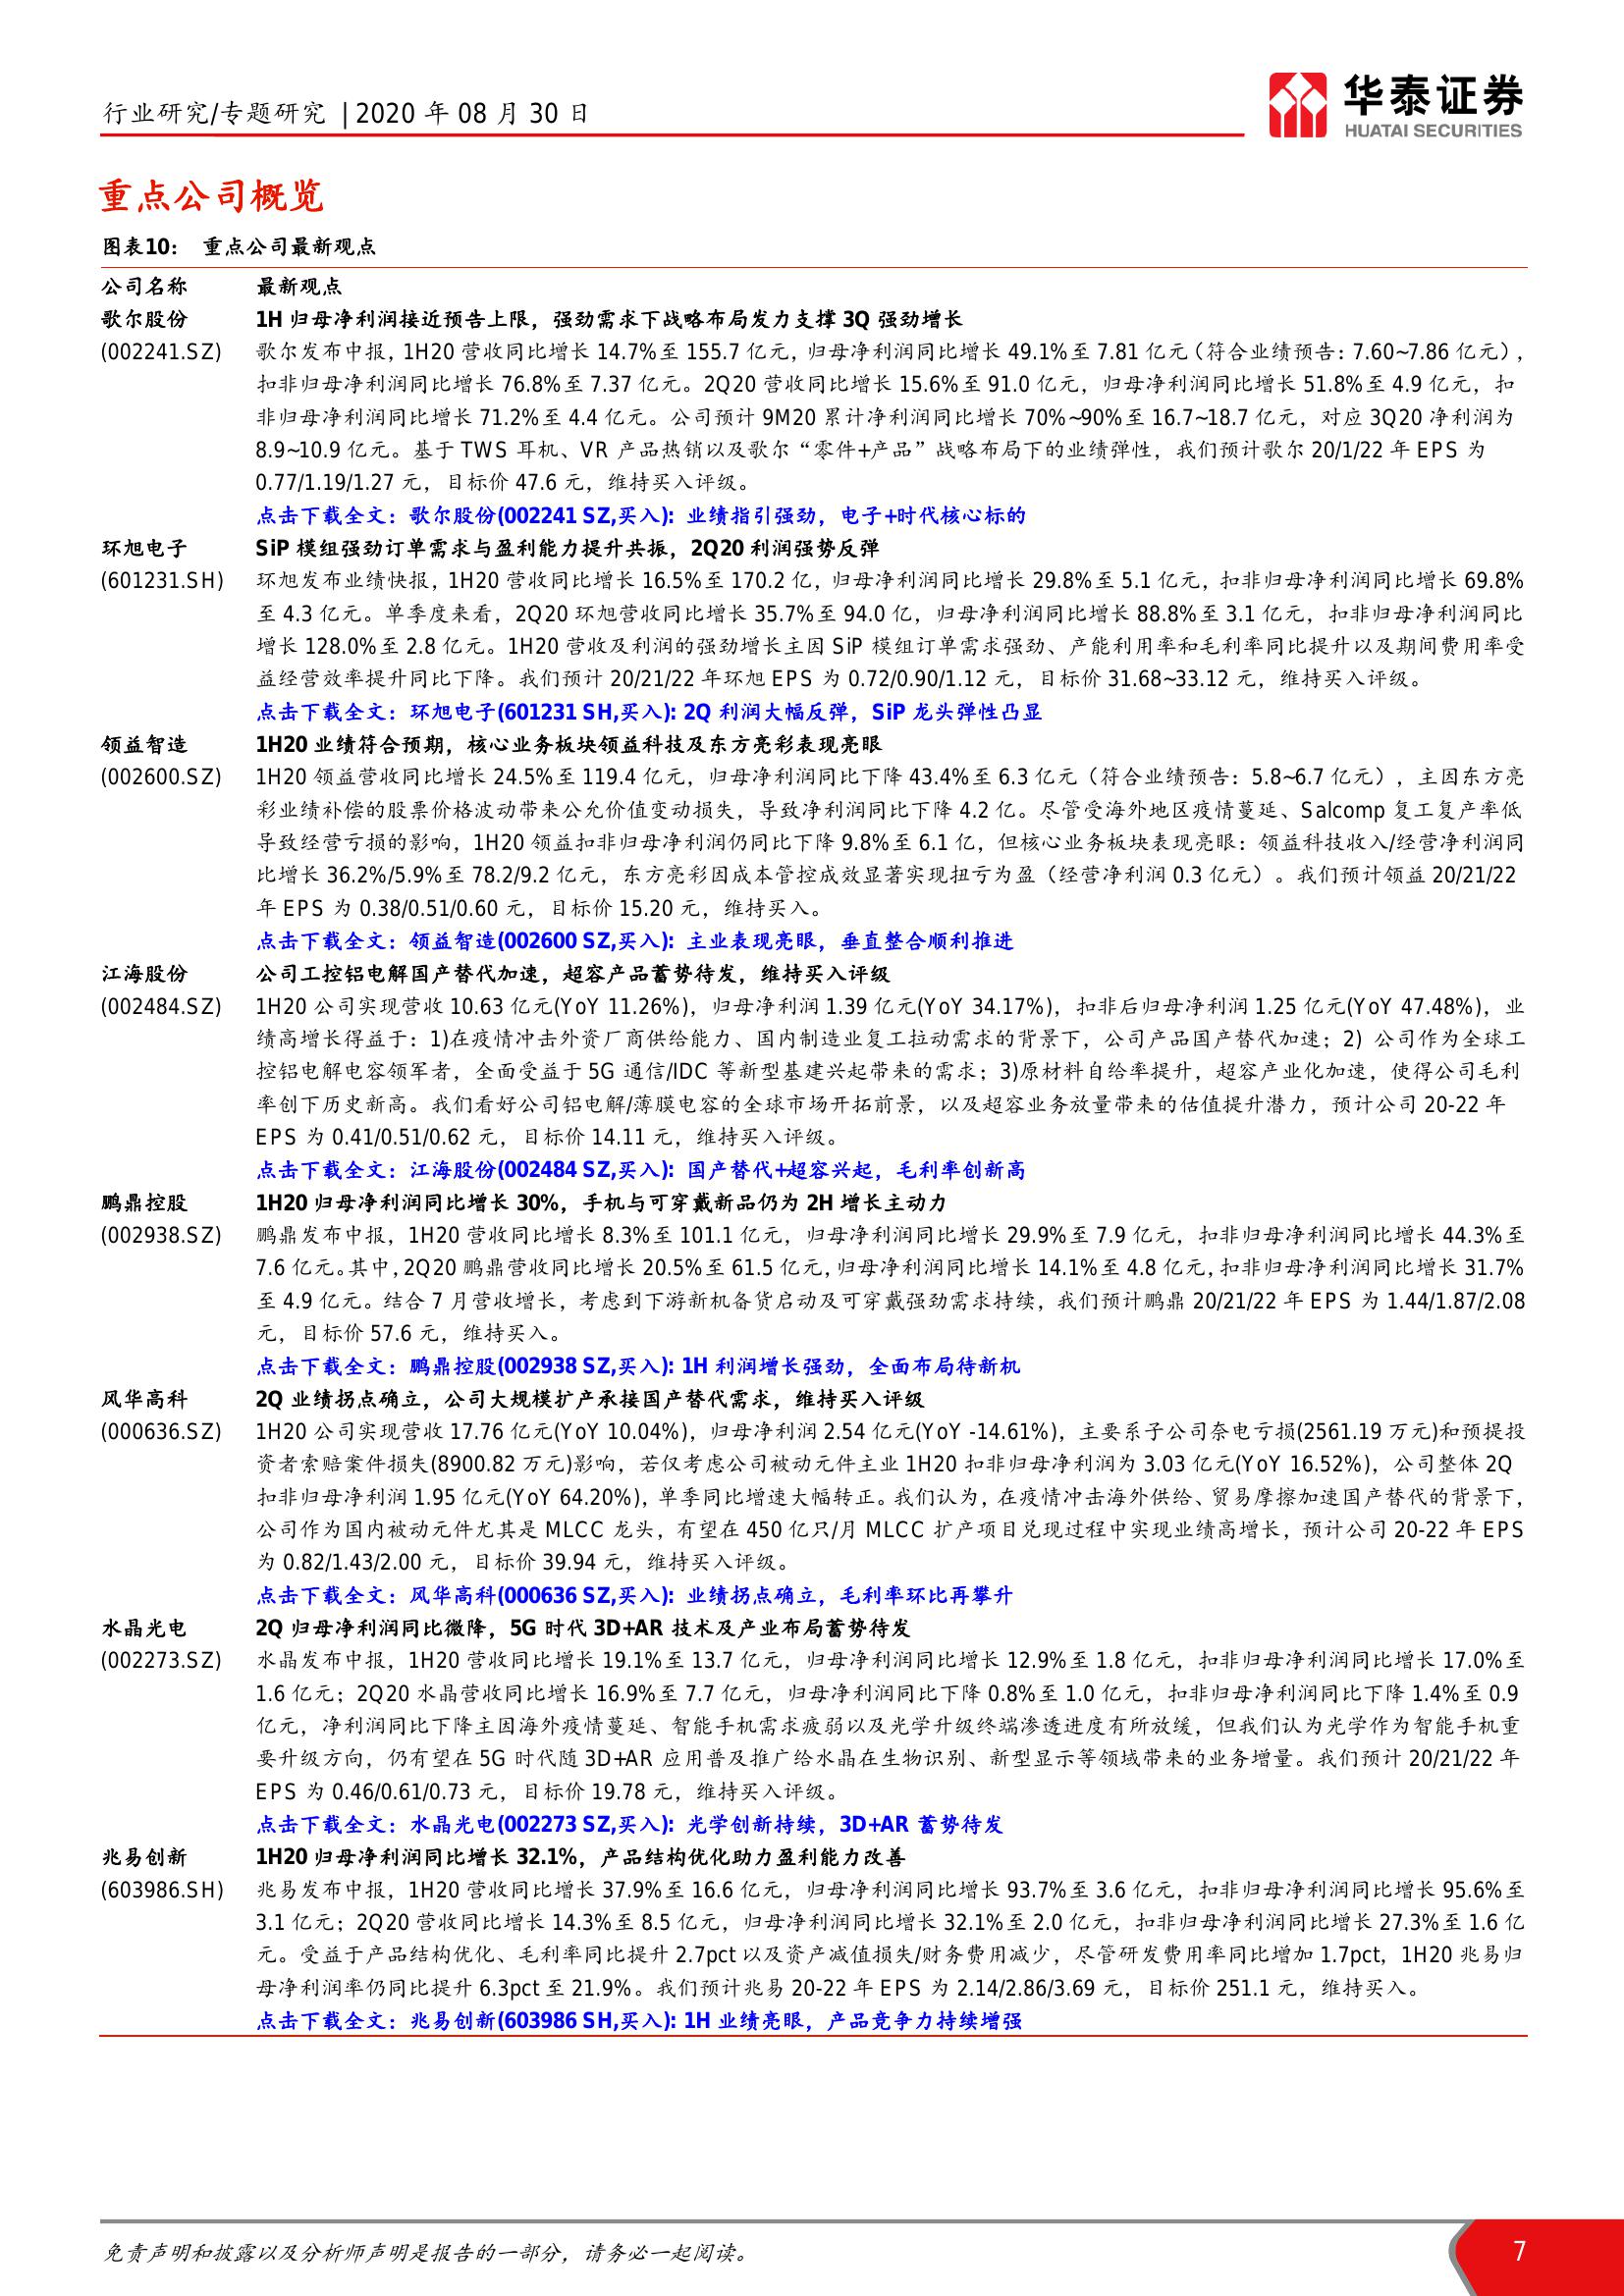 行业研究/专题研究 | 2020 年 08 月 30 日
华泰证券
HUATAI SECURITIES
重点公司概览
图表10： 重点公司最新观点
公司名称 最新观点
歌尔股份 1H 归母净利润接近预告上限，强劲需求下战略布局发力支撑 3Q 强劲增长
(002241.SZ) 歌尔发布中报，1H20 营收同比增长 14.7%至 155.7 亿元，归母净利润同比增长 49.1%至 7.81 亿元（符合业绩预告：7.60~7.86 亿元），
扣非归母净利润同比增长 76.8%至 7.37 亿元。2Q20 营收同比增长 15.6%至 91.0 亿元，归母净利润同比增长 51.8%至 4.9 亿元，扣
非归母净利润同比增长 71.2%至 4.4 亿元。公司预计 9M20 累计净利润同比增长 70%~90%至 16.7~18.7 亿元，对应 3Q20 净利润为
8.9~10.9 亿元。基于 TWS 耳机、VR 产品热销以及歌尔“零件+产品”战略布局下的业绩弹性，我们预计歌尔 20/1/22 年 EPS 为
0.77/1.19/1.27 元，目标价 47.6 元，维持买入评级。
点击下载全文：歌尔股份(002241 SZ,买入): 业绩指引强劲，电子+时代核心标的
环旭电子 SiP 模组强劲订单需求与盈利能力提升共振，2Q20 利润强势反弹
(601231.SH) 环旭发布业绩快报，1H20 营收同比增长 16.5%至 170.2 亿，归母净利润同比增长 29.8%至 5.1 亿元，扣非归母净利润同比增长 69.8%
至 4.3 亿元。单季度来看，2Q20 环旭营收同比增长 35.7%至 94.0 亿，归母净利润同比增长 88.8%至 3.1 亿元，扣非归母净利润同比
增长 128.0%至 2.8 亿元。1H20 营收及利润的强劲增长主因 SiP 模组订单需求强劲、产能利用率和毛利率同比提升以及期间费用率受
益经营效率提升同比下降。我们预计 20/21/22 年环旭 EPS 为 0.72/0.90/1.12 元，目标价 31.68~33.12 元，维持买入评级。
点击下载全文：环旭电子(601231 SH,买入): 2Q 利润大幅反弹，SiP 龙头弹性凸显
领益智造 1H20 业绩符合预期，核心业务板块领益科技及东方亮彩表现亮眼
(002600.SZ) 1H20 领益营收同比增长 24.5%至 119.4 亿元，归母净利润同比下降 43.4%至 6.3 亿元（符合业绩预告：5.8~6.7 亿元），主因东方亮
彩业绩补偿的股票价格波动带来公允价值变动损失，导致净利润同比下降 4.2 亿。尽管受海外地区疫情蔓延、Salcomp 复工复产率低
导致经营亏损的影响，1H20 领益扣非归母净利润仍同比下降 9.8%至 6.1 亿，但核心业务板块表现亮眼：领益科技收入/经营净利润同
比增长 36.2%/5.9%至 78.2/9.2 亿元，东方亮彩因成本管控成效显著实现扭亏为盈（经营净利润 0.3 亿元）。我们预计领益 20/21/22
年 EPS 为 0.38/0.51/0.60 元，目标价 15.20 元，维持买入。
点击下载全文：领益智造(002600 SZ,买入): 主业表现亮眼，垂直整合顺利推进
江海股份 公司工控铝电解国产替代加速，超容产品蓄势待发，维持买入评级
(002484.SZ) 1H20 公司实现营收 10.63 亿元(YoY 11.26%)，归母净利润 1.39 亿元(YoY 34.17%)，扣非后归母净利润 1.25 亿元(YoY 47.48%)，业
绩高增长得益于：1)在疫情冲击外资厂商供给能力、国内制造业复工拉动需求的背景下，公司产品国产替代加速；2) 公司作为全球工
控铝电解电容领军者，全面受益于 5G 通信/IDC 等新型基建兴起带来的需求；3)原材料自给率提升，超容产业化加速，使得公司毛利
率创下历史新高。我们看好公司铝电解/薄膜电容的全球市场开拓前景，以及超容业务放量带来的估值提升潜力，预计公司 20-22 年
EPS 为 0.41/0.51/0.62 元，目标价 14.11 元，维持买入评级。
点击下载全文：江海股份(002484 SZ,买入): 国产替代+超容兴起，毛利率创新高
鹏鼎控股 1H20 归母净利润同比增长 30%，手机与可穿戴新品仍为 2H 增长主动力
(002938.SZ) 鹏鼎发布中报，1H20 营收同比增长 8.3%至 101.1 亿元，归母净利润同比增长 29.9%至 7.9 亿元，扣非归母净利润同比增长 44.3%至
7.6 亿元。其中，2Q20 鹏鼎营收同比增长 20.5%至 61.5 亿元，归母净利润同比增长 14.1%至 4.8 亿元，扣非归母净利润同比增长 31.7%
至 4.9 亿元。结合 7 月营收增长，考虑到下游新机备货启动及可穿戴强劲需求持续，我们预计鹏鼎 20/21/22 年 EPS 为 1.44/1.87/2.08
元，目标价 57.6 元，维持买入。
点击下载全文：鹏鼎控股(002938 SZ,买入): 1H 利润增长强劲，全面布局待新机
风华高科 2Q 业绩拐点确立，公司大规模扩产承接国产替代需求，维持买入评级
(000636.SZ) 1H20 公司实现营收 17.76 亿元(YoY 10.04%)，归母净利润 2.54 亿元(YoY -14.61%)，主要系子公司奈电亏损(2561.19 万元)和预提投
资者索赔案件损失(8900.82 万元)影响，若仅考虑公司被动元件主业 1H20 扣非归母净利润为 3.03 亿元(YoY 16.52%)，公司整体 2Q
扣非归母净利润 1.95 亿元(YoY 64.20%)，单季同比增速大幅转正。我们认为，在疫情冲击海外供给、贸易摩擦加速国产替代的背景下，
公司作为国内被动元件尤其是 MLCC 龙头，有望在 450 亿只/月 MLCC 扩产项目兑现过程中实现业绩高增长，预计公司 20-22 年 EPS
为 0.82/1.43/2.00 元，目标价 39.94 元，维持买入评级。
点击下载全文：风华高科(000636 SZ,买入): 业绩拐点确立，毛利率环比再攀升
水晶光电 2Q 归母净利润同比微降，5G 时代 3D+AR 技术及产业布局蓄势待发
(002273.SZ) 水晶发布中报，1H20 营收同比增长 19.1%至 13.7 亿元，归母净利润同比增长 12.9%至 1.8 亿元，扣非归母净利润同比增长 17.0%至
1.6 亿元；2Q20 水晶营收同比增长 16.9%至 7.7 亿元，归母净利润同比下降 0.8%至 1.0 亿元，扣非归母净利润同比下降 1.4%至 0.9
亿元，净利润同比下降主因海外疫情蔓延、智能手机需求疲弱以及光学升级终端渗透进度有所放缓，但我们认为光学作为智能手机重
要升级方向，仍有望在 5G 时代随 3D+AR 应用普及推广给水晶在生物识别、新型显示等领域带来的业务增量。我们预计 20/21/22 年
EPS 为 0.46/0.61/0.73 元，目标价 19.78 元，维持买入评级。
点击下载全文：水晶光电(002273 SZ,买入): 光学创新持续，3D+AR 蓄势待发
兆易创新 1H20 归母净利润同比增长 32.1%，产品结构优化助力盈利能力改善
(603986.SH) 兆易发布中报，1H20 营收同比增长 37.9%至 16.6 亿元，归母净利润同比增长 93.7%至 3.6 亿元，扣非归母净利润同比增长 95.6%至
3.1 亿元；2Q20 营收同比增长 14.3%至 8.5 亿元，归母净利润同比增长 32.1%至 2.0 亿元，扣非归母净利润同比增长 27.3%至 1.6 亿
元。受益于产品结构优化、毛利率同比提升 2.7pct 以及资产减值损失/财务费用减少，尽管研发费用率同比增加 1.7pct，1H20 兆易归
母净利润率仍同比提升 6.3pct 至 21.9%。我们预计兆易 20-22 年 EPS 为 2.14/2.86/3.69 元，目标价 251.1 元，维持买入。
点击下载全文：兆易创新(603986 SH,买入): 1H 业绩亮眼，产品竞争力持续增强
免责声明和披露以及分析师声明是报告的一部分，请务必一起阅读。
7